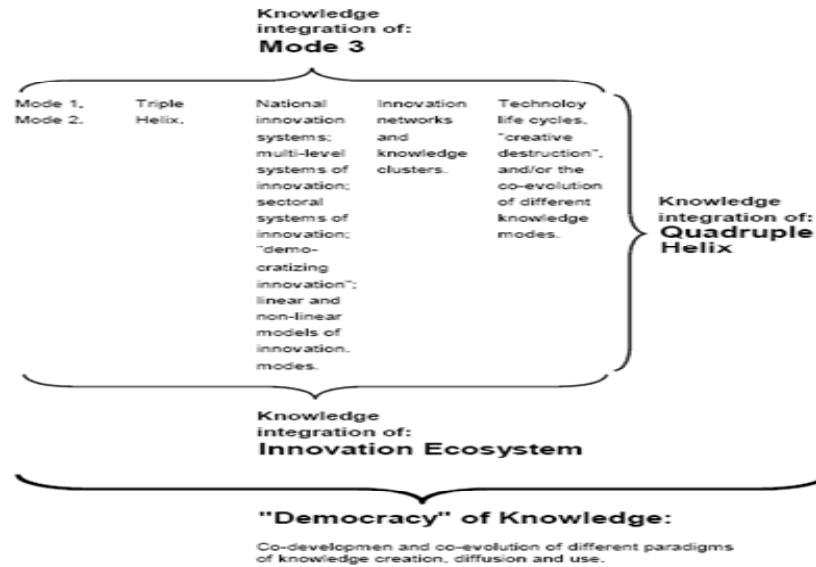 Knowledge
integration of:
Mode 3
Mode 1,
Mode 2.
Triple
Helix.
National
innovation
systems;
multi-level
systems of
innovation;
sectoral
systems of
innovation;
"demo-
cratizing
innovation";
linear and
non-linear
models of
innovation.
modes.
Innovation
networks
and
knowledge
clusters.
Technoloy
life cycles,
"creative
destruction",
and/or the
co-evolution
of different
knowledge
modes.
Knowledge
integration of:
Quadruple
Helix
Knowledge
integration of:
Innovation Ecosystem
"Democracy" of Knowledge:
Co-developmen and co-evolution of different paradigms
of knowledge creation, diffusion and use.